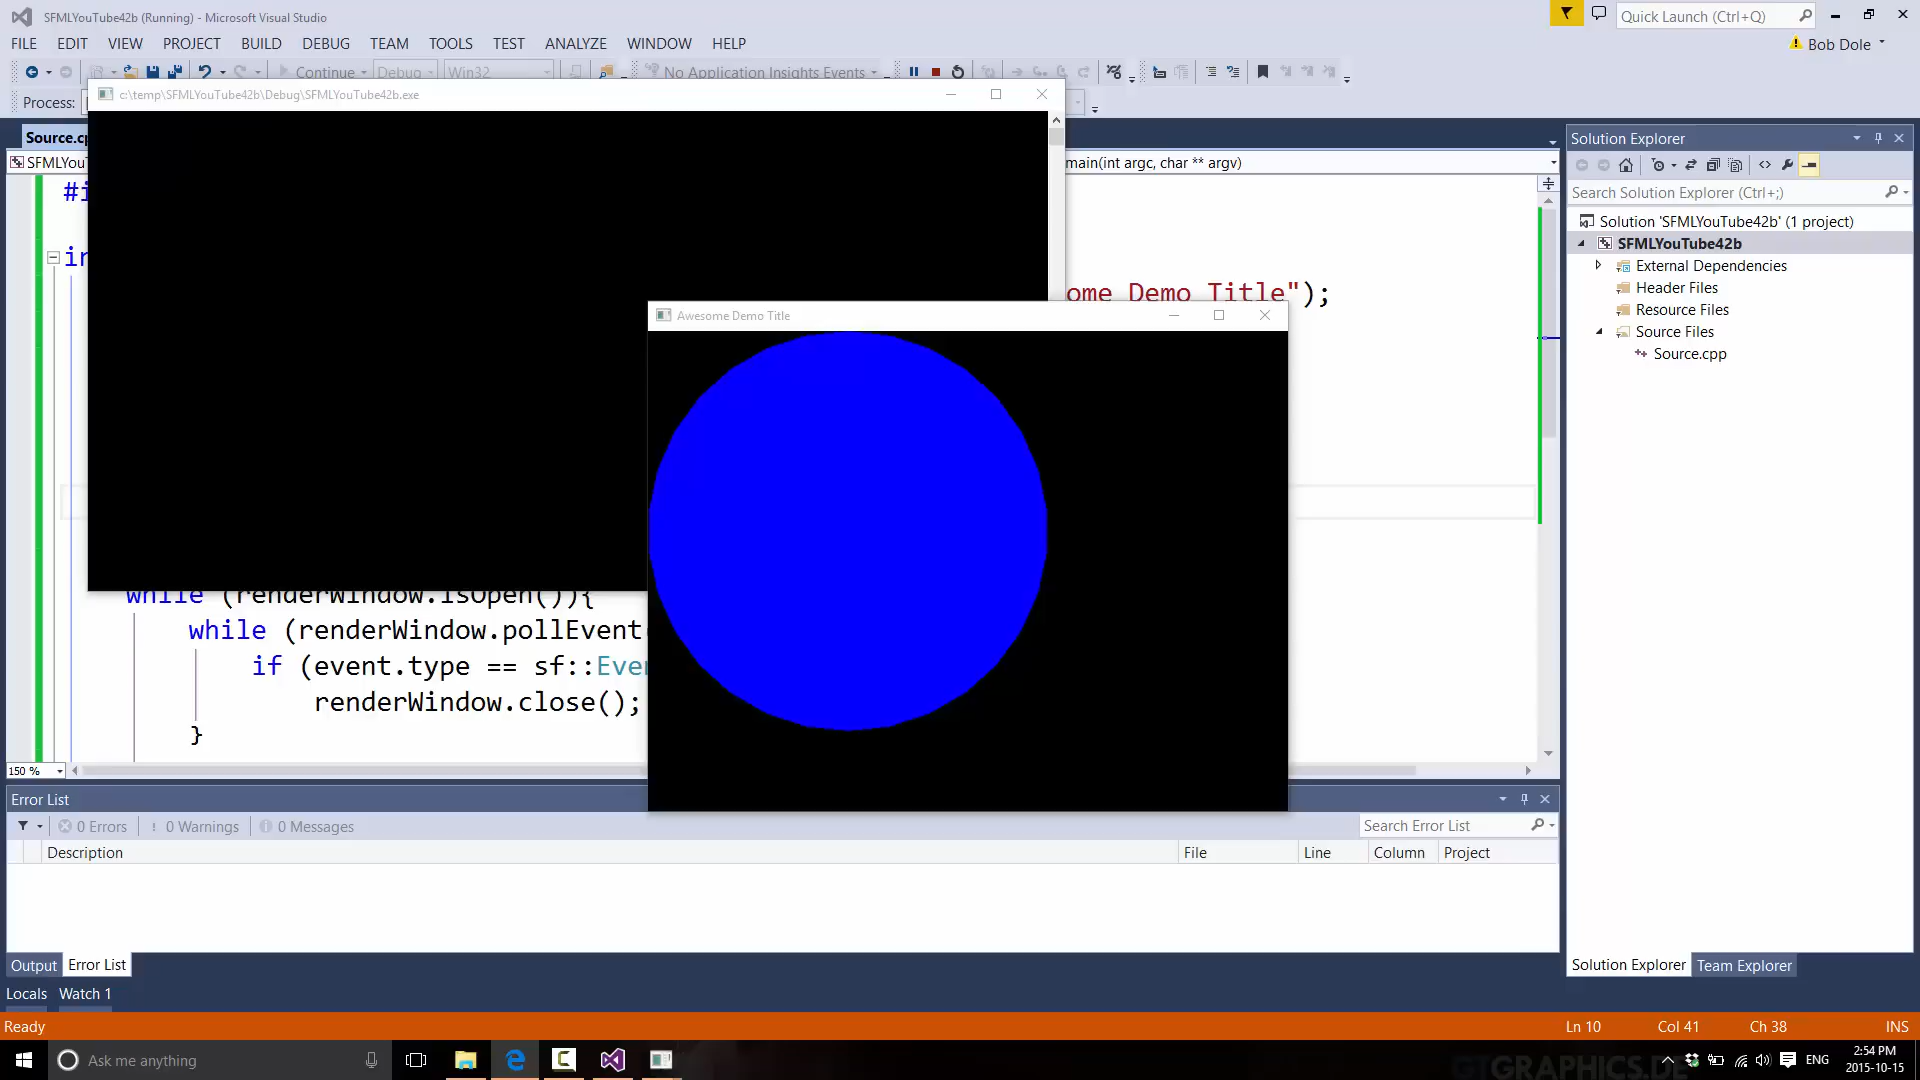 SFMLYouTube42b (Running) - Microsoft Visual Studio
Quick Launch (Ctrl+Q)
FILE EDIT VIEW PROJECT BUILD DEBUG TEAM TOOLS TEST ANALYZE WINDOW HELP
Bob Dole
Continue Debug Win32 No Application Insights Events
Process:
c:\temp\SFMLYouTube42b\Debug\SFMLYouTube42b.exe
Source.cp
SFMLYouT
main(int argc, char ** argv)
#i
in
ome Demo Title");
Awesome Demo Title
while (renderWindow.isOpen()){
while (renderWindow.pollEvent(
if (event.type == sf::Even
renderWindow.close();
}
150 %
Solution Explorer
Search Solution Explorer (Ctrl+;)
Solution 'SFMLYouTube42b' (1 project)
SFMLYouTube42b
External Dependencies
Header Files
Resource Files
Source Files
Source.cpp
Error List
0 Errors 0 Warnings 0 Messages
Search Error List
Description File Line Column Project
Output Error List
Solution Explorer Team Explorer
Locals Watch 1
Ready Ln 10 Col 41 Ch 38 INS
Ask me anything
GTGRAPHICS.DE
ENG
2:54 PM
2015-10-15